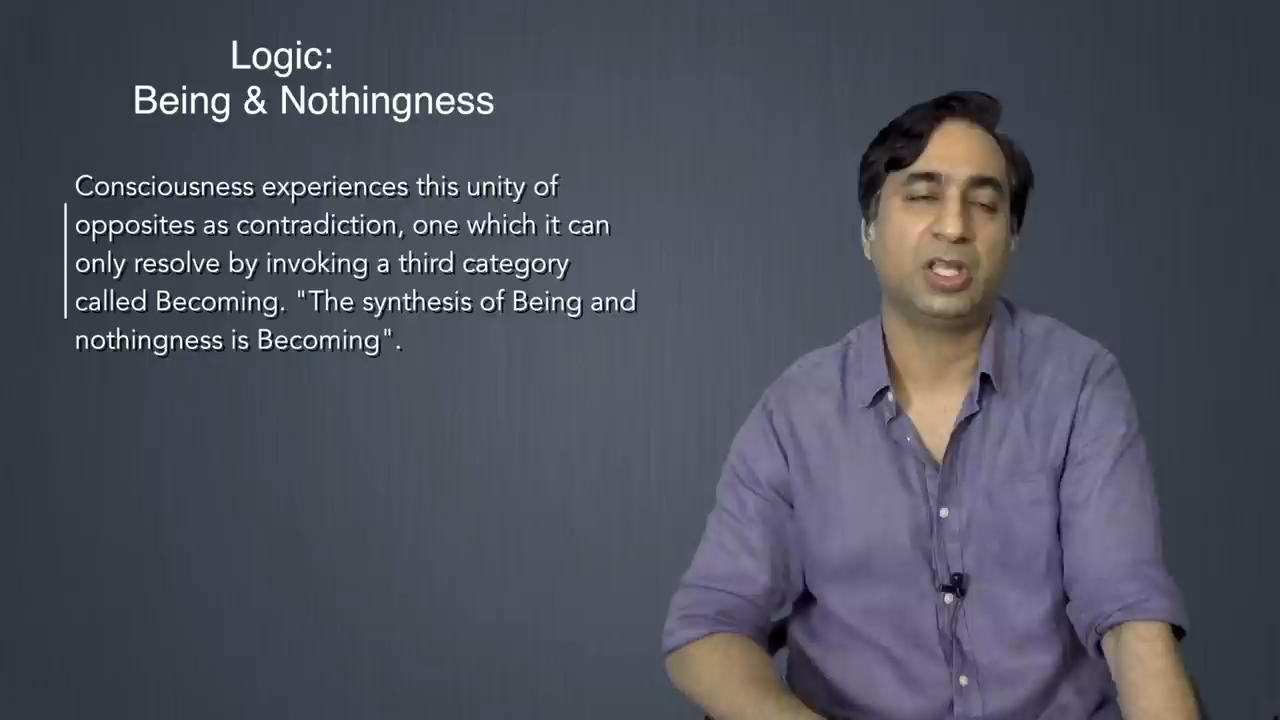 Logic:
Being & Nothingness
Consciousness experiences this unity of
opposites as contradiction, one which it can
only resolve by invoking a third category
called Becoming. "The synthesis of Being and
nothingness is Becoming".